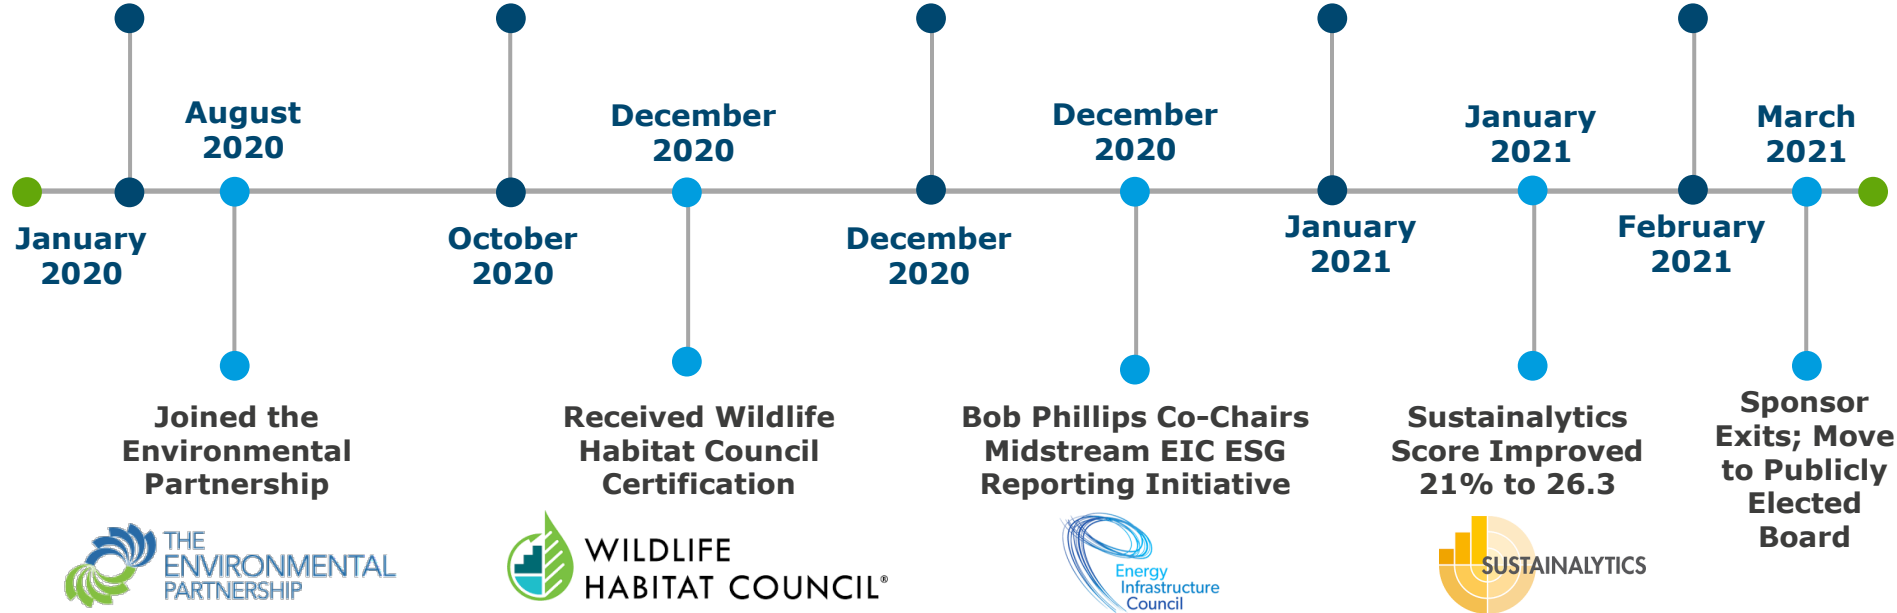 August
2020
December
2020
December
2020
January
2021
March
2021
January
2020
October
2020
December
2020
January
2021
February
2021
Joined the
Environmental
Partnership
Received Wildlife
Habitat Council
Certification
Bob Phillips Co-Chairs
Midstream EIC ESG
Reporting Initiative
Sustainalytics
Score Improved
21% to 26.3
Sponsor
Exits; Move
to Publicly
Elected
Board
THE
ENVIRONMENTAL
PARTNERSHIP
WILDLIFE
HABITAT COUNCIL®
Energy
Infrastructure
Council
SUSTAINALYTICS